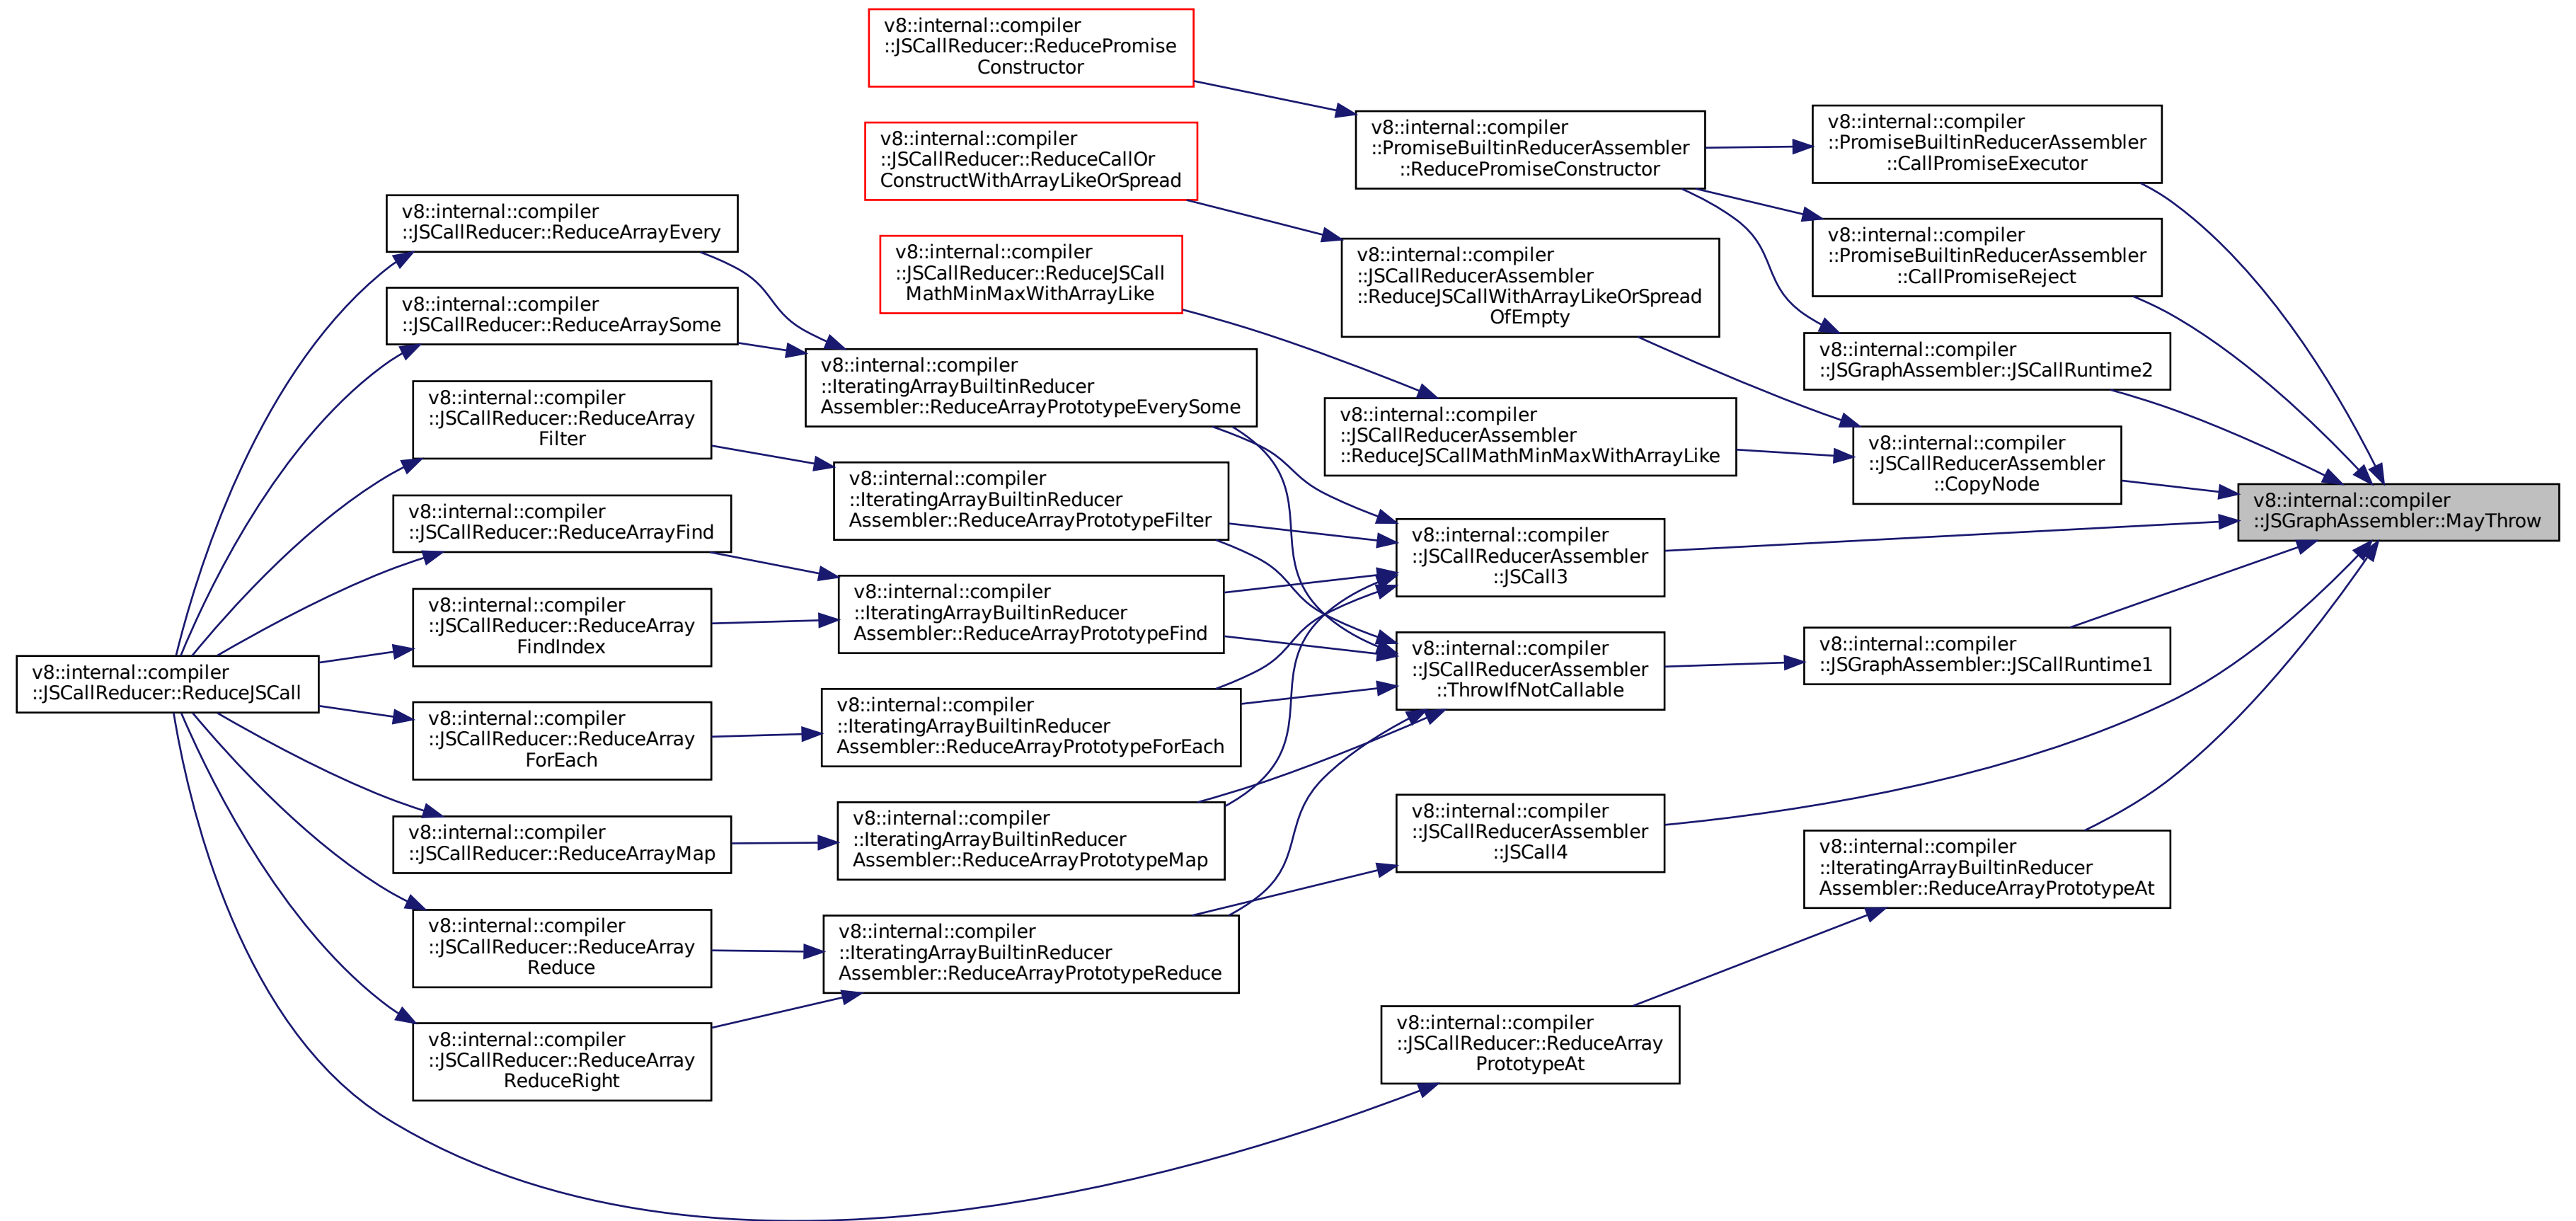 v8::internal::compiler
::JSCallReducer::ReducePromise
Constructor
v8::internal::compiler
::PromiseBuiltinReducerAssembler
::CallPromiseExecutor
v8::internal::compiler
::PromiseBuiltinReducerAssembler
::ReducePromiseConstructor
v8::internal::compiler
::JSCallReducer::ReduceCallOr
ConstructWithArrayLikeOrSpread
v8::internal::compiler
::JSCallReducer::ReduceArrayEvery
v8::internal::compiler
::PromiseBuiltinReducerAssembler
::CallPromiseReject
v8::internal::compiler
::JSCallReducer::ReduceJSCall
MathMinMaxWithArrayLike
v8::internal::compiler
::JSCallReducerAssembler
::ReduceJSCallWithArrayLikeOrSpread
OfEmpty
v8::internal::compiler
::JSCallReducer::ReduceArraySome
v8::internal::compiler
::JSGraphAssembler::JSCallRuntime2
v8::internal::compiler
::IteratingArrayBuiltinReducer
Assembler::ReduceArrayPrototypeEverySome
v8::internal::compiler
::JSCallReducer::ReduceArray
Filter
v8::internal::compiler
::JSCallReducerAssembler
::ReduceJSCallMathMinMaxWithArrayLike
v8::internal::compiler
::JSCallReducerAssembler
::CopyNode
v8::internal::compiler
::IteratingArrayBuiltinReducer
Assembler::ReduceArrayPrototypeFilter
v8::internal::compiler
::JSGraphAssembler::MayThrow
v8::internal::compiler
::JSCallReducer::ReduceArrayFind
v8::internal::compiler
::JSCallReducerAssembler
::JSCall3
v8::internal::compiler
::IteratingArrayBuiltinReducer
Assembler::ReduceArrayPrototypeFind
v8::internal::compiler
::JSCallReducer::ReduceArray
FindIndex
v8::internal::compiler
::JSGraphAssembler::JSCallRuntime1
v8::internal::compiler
::JSCallReducerAssembler
::ThrowIfNotCallable
v8::internal::compiler
::JSCallReducer::ReduceJSCall
v8::internal::compiler
::IteratingArrayBuiltinReducer
Assembler::ReduceArrayPrototypeForEach
v8::internal::compiler
::JSCallReducer::ReduceArray
ForEach
v8::internal::compiler
::JSCallReducerAssembler
::JSCall4
v8::internal::compiler
::IteratingArrayBuiltinReducer
Assembler::ReduceArrayPrototypeMap
v8::internal::compiler
::JSCallReducer::ReduceArrayMap
v8::internal::compiler
::IteratingArrayBuiltinReducer
Assembler::ReduceArrayPrototypeAt
v8::internal::compiler
::JSCallReducer::ReduceArray
Reduce
v8::internal::compiler
::IteratingArrayBuiltinReducer
Assembler::ReduceArrayPrototypeReduce
v8::internal::compiler
::JSCallReducer::ReduceArray
PrototypeAt
v8::internal::compiler
::JSCallReducer::ReduceArray
ReduceRight